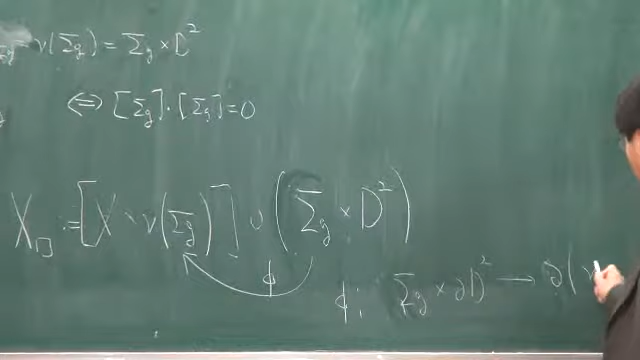 ν(Σg) = Σg × D²
⟺ [Σg]·[Σg] = 0
X□ := [X \ ν(Σg)] ∪ (Σg × D²)
ϕ
ϕ : Σg × ∂D² → ∂(ν